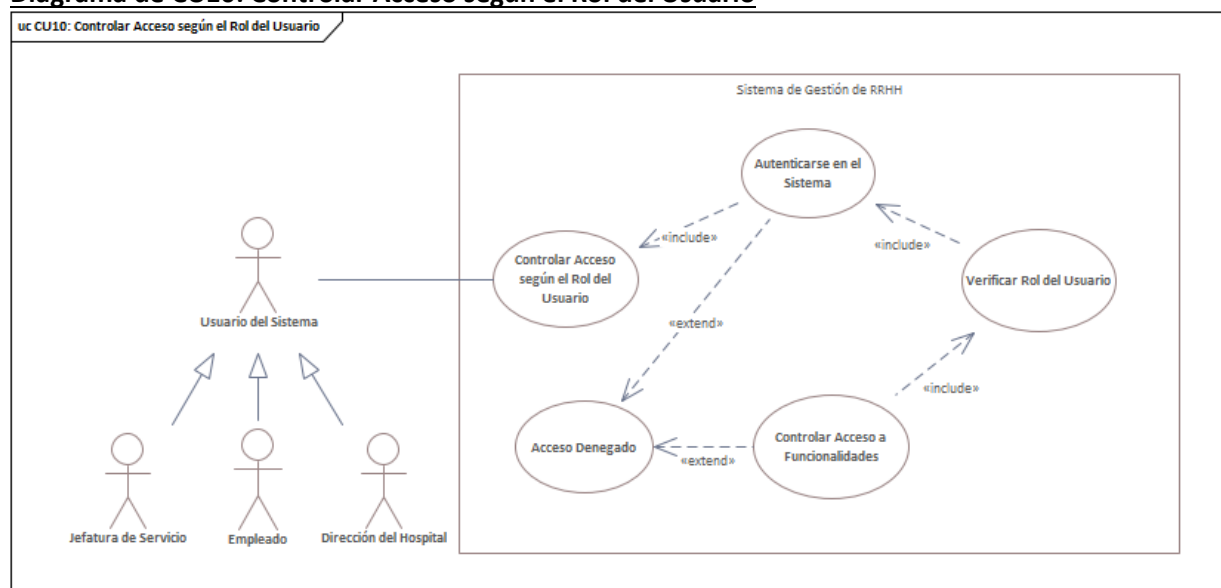 Diagrama de CU10: Controlar Acceso según el Rol del Usuario
uc CU10: Controlar Acceso según el Rol del Usuario
Sistema de Gestión de RRHH
Autenticarse en el
Sistema
«include»
«include»
Controlar Acceso
según el Rol del
Usuario
Verificar Rol del Usuario
Usuario del Sistema
«extend»
«include»
Acceso Denegado
Controlar Acceso a
Funcionalidades
«extend»
Jefatura de Servicio
Empleado
Dirección del Hospital